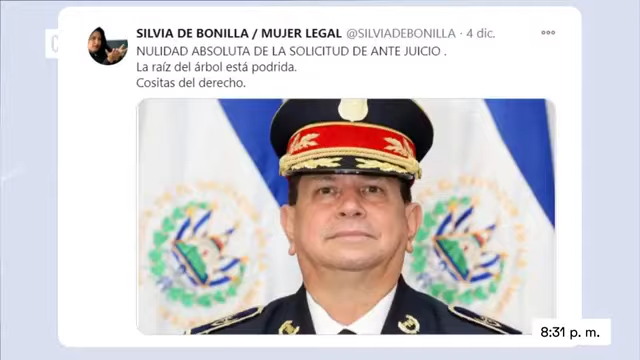 SILVIA DE BONILLA / MUJER LEGAL @SILVIADEBONILLA · 4 dic.
NULIDAD ABSOLUTA DE LA SOLICITUD DE ANTE JUICIO .
La raíz del árbol está podrida.
Cositas del derecho.
8:31 p. m.